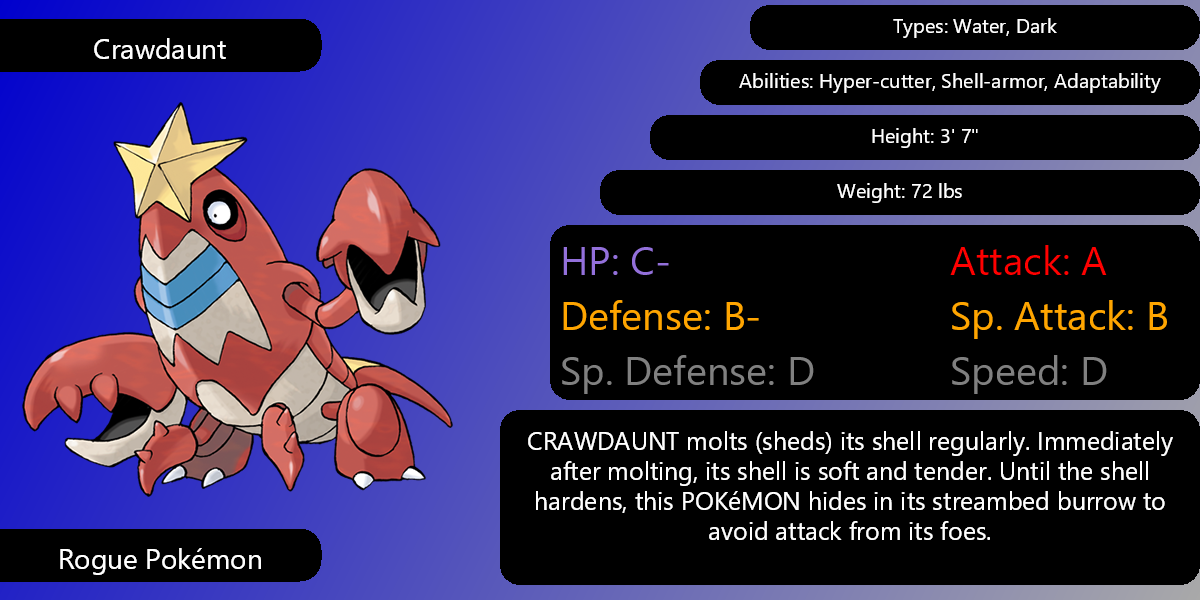 Crawdaunt
Types: Water, Dark
Abilities: Hyper-cutter, Shell-armor, Adaptability
Height: 3' 7"
Weight: 72 lbs
HP: C-
Attack: A
Defense: B-
Sp. Attack: B
Sp. Defense: D
Speed: D
CRAWDAUNT molts (sheds) its shell regularly. Immediately
after molting, its shell is soft and tender. Until the shell
hardens, this POKéMON hides in its streambed burrow to
avoid attack from its foes.
Rogue Pokémon